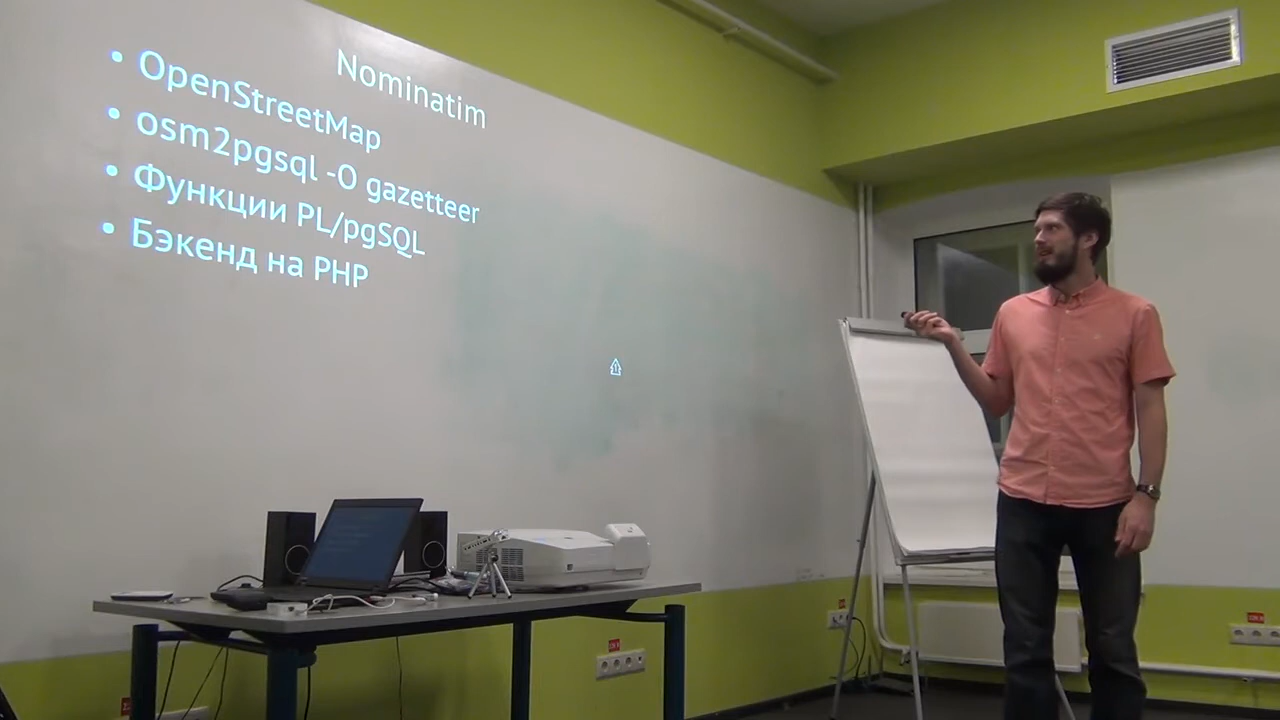 Nominatim
• OpenStreetMap
• osm2pgsql -O gazetteer
• Функции PL/pgSQL
• Бэкенд на PHP